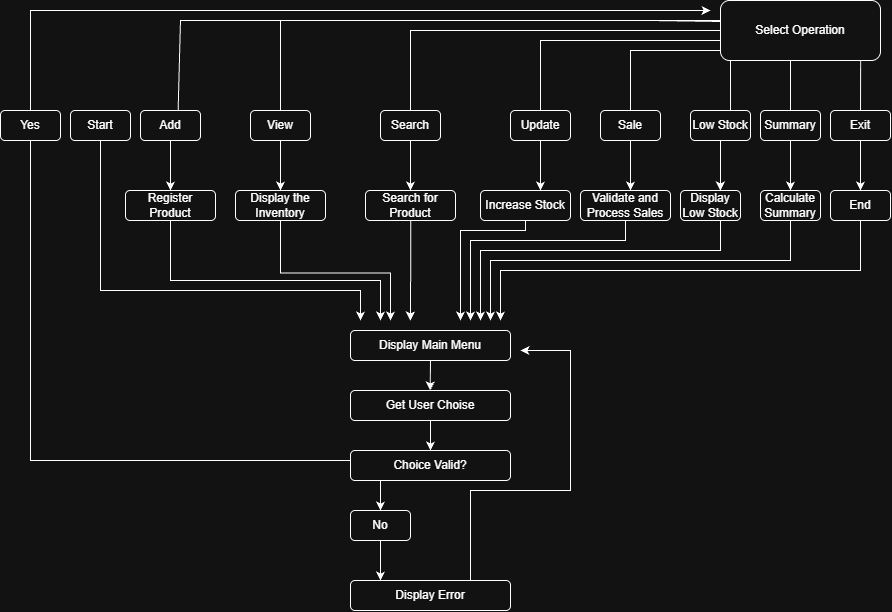 Select Operation
Yes
Start
Add
View
Search
Update
Sale
Low Stock
Summary
Exit
Register
Product
Display the
Inventory
Search for
Product
Increase Stock
Validate and
Process Sales
Display
Low Stock
Calculate
Summary
End
Display Main Menu
Get User Choise
Choice Valid?
No
Display Error